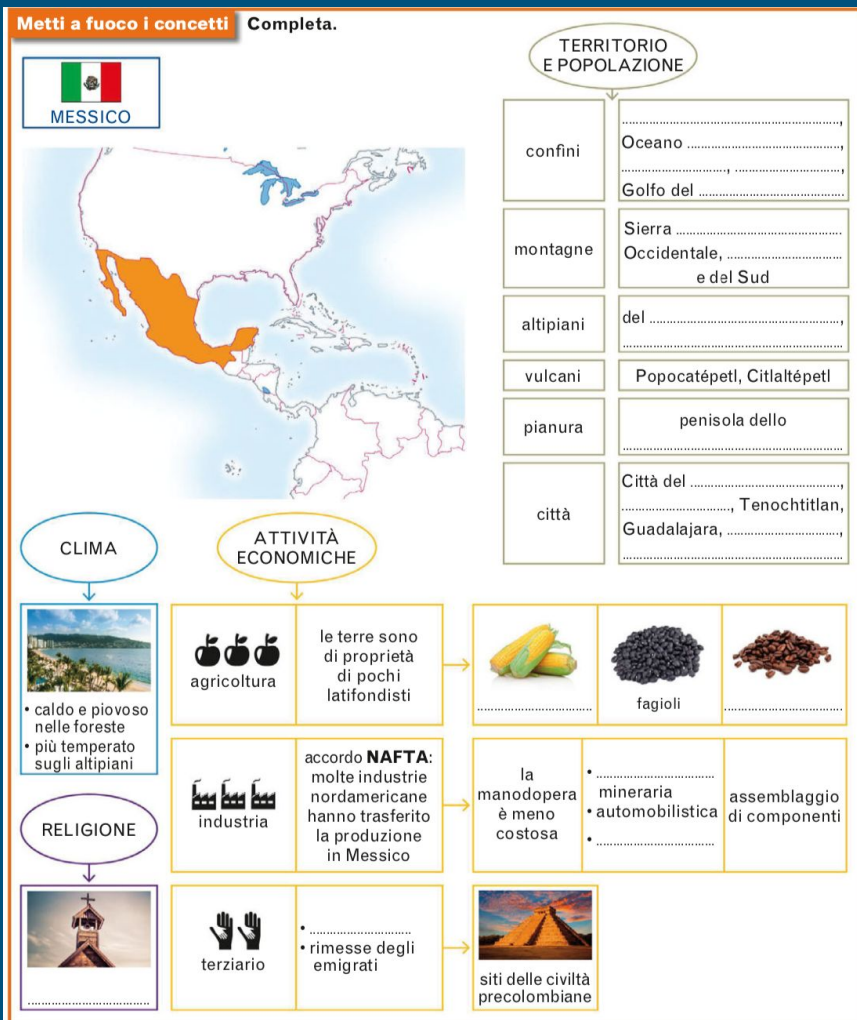 Metti a fuoco i concetti Completa.
MESSICO
TERRITORIO
E POPOLAZIONE
confini
........................................................,
Oceano ........................................,
..........................., ...........................,
Golfo del ......................................
montagne
Sierra ...........................................
Occidentale, ..............................
e del Sud
altipiani
del .................................................,
.........................................................
vulcani
Popocatépetl, Citlaltépetl
pianura
penisola dello
.........................................................
città
Città del .......................................,
............................, Tenochtitlan,
Guadalajara, .............................,
.........................................................
CLIMA
• caldo e piovoso
nelle foreste
• più temperato
sugli altipiani
RELIGIONE
...............................
ATTIVITÀ
ECONOMICHE
agricoltura
le terre sono
di proprietà
di pochi
latifondisti
..............................
fagioli
..............................
industria
accordo NAFTA:
molte industrie
nordamericane
hanno trasferito
la produzione
in Messico
la
manodopera
è meno
costosa
• ..............................
mineraria
• automobilistica
• ..............................
assemblaggio
di componenti
terziario
• ..........................
• rimesse degli
emigrati
siti delle civiltà
precolombiane